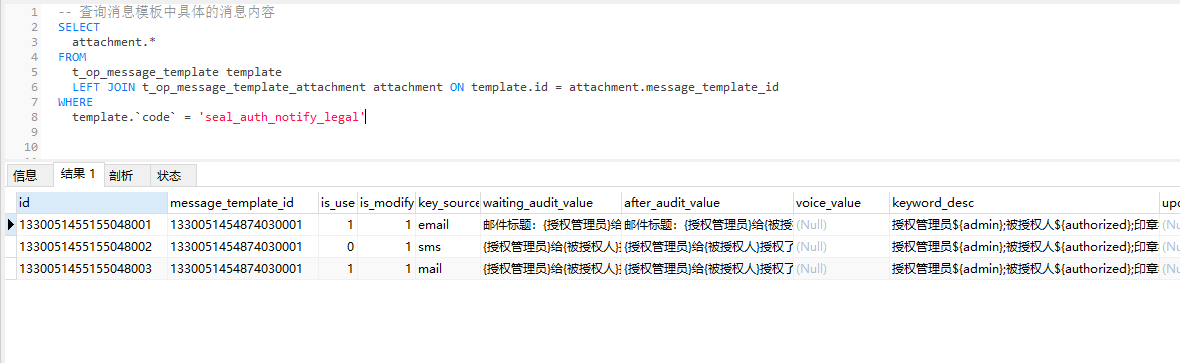 1 -- 查询消息模板中具体的消息内容
2 SELECT
3 attachment.*
4 FROM
5 t_op_message_template template
6 LEFT JOIN t_op_message_template_attachment attachment ON template.id = attachment.message_template_id
7 WHERE
8 template.`code` = 'seal_auth_notify_legal'
9
10
信息 结果 1 剖析 状态
id message_template_id is_use is_modify key_source waiting_audit_value after_audit_value voice_value keyword_desc upd
1330051455155048001 1330051454874030001 1 1 email 邮件标题：{授权管理员}给 邮件标题：{授权管理员}给{被授 (Null) 授权管理员${admin};被授权人${authorized};印章
1330051455155048002 1330051454874030001 0 1 sms {授权管理员}给{被授权人} {授权管理员}给{被授权人}授权了 (Null) 授权管理员${admin};被授权人${authorized};印章 (Nu
1330051455155048003 1330051454874030001 1 1 mail {授权管理员}给{被授权人} {授权管理员}给{被授权人}授权了 (Null) 授权管理员${admin};被授权人${authorized};印章 (Nu